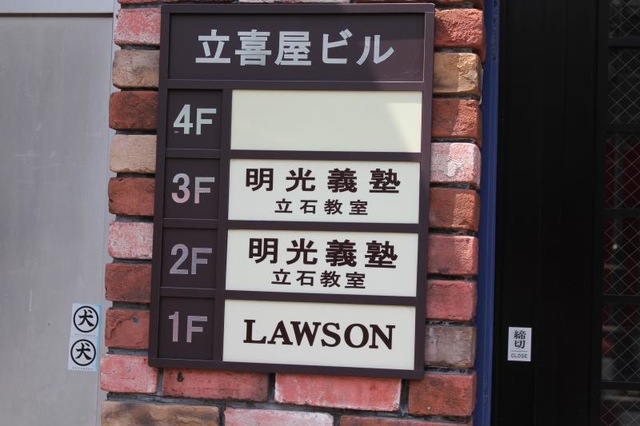 立喜屋ビル
4F
3F 明光義塾
立石教室
2F 明光義塾
立石教室
1F LAWSON
犬
犬
締切
CLOSE